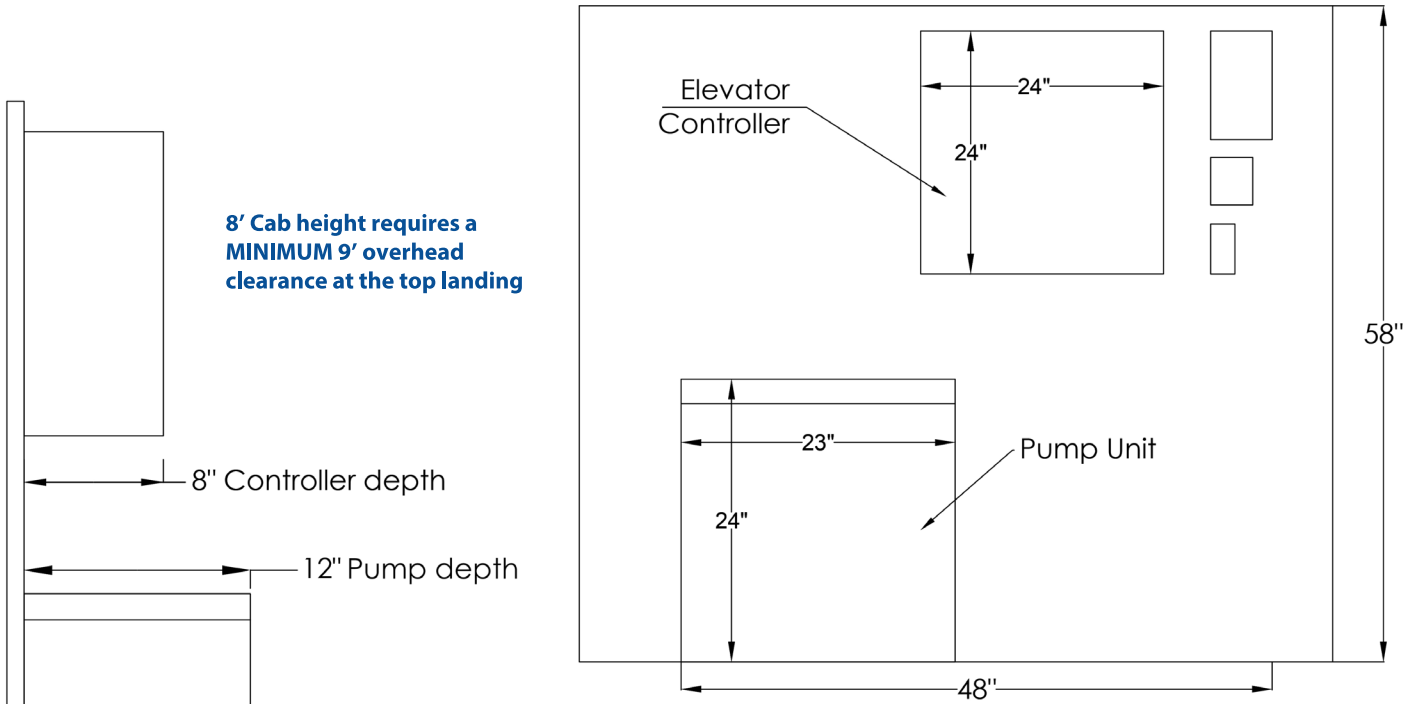 Elevator
Controller
24"
24"
8’ Cab height requires a
MINIMUM 9’ overhead
clearance at the top landing
58"
23"
Pump Unit
8" Controller depth
24"
12" Pump depth
48"